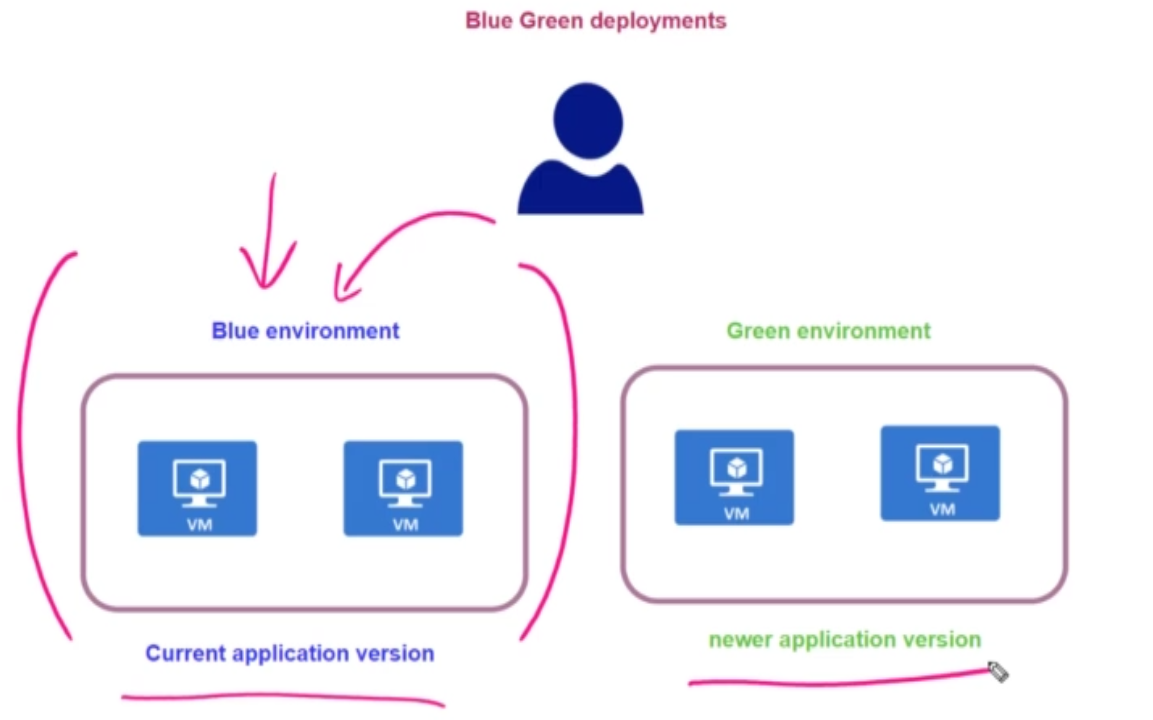 Blue Green deployments
Blue environment
Green environment
VM
VM
VM
VM
Current application version
newer application version